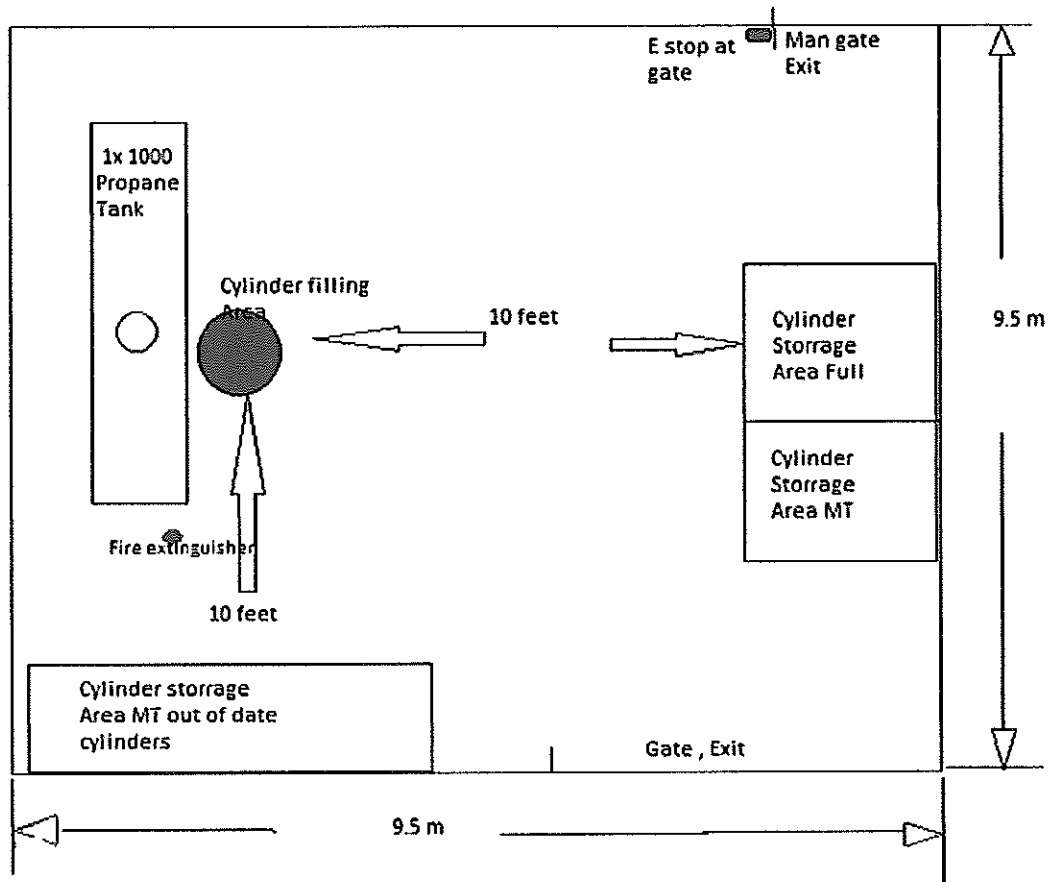 E stop at
gate
Man gate
Exit
1x 1000
Propane
Tank
Cylinder filling
Area
10 feet
Cylinder
Storrage
Area Full
9.5 m
Cylinder
Storrage
Area MT
Fire extinguisher
10 feet
Cylinder storrage
Area MT out of date
cylinders
Gate , Exit
9.5 m